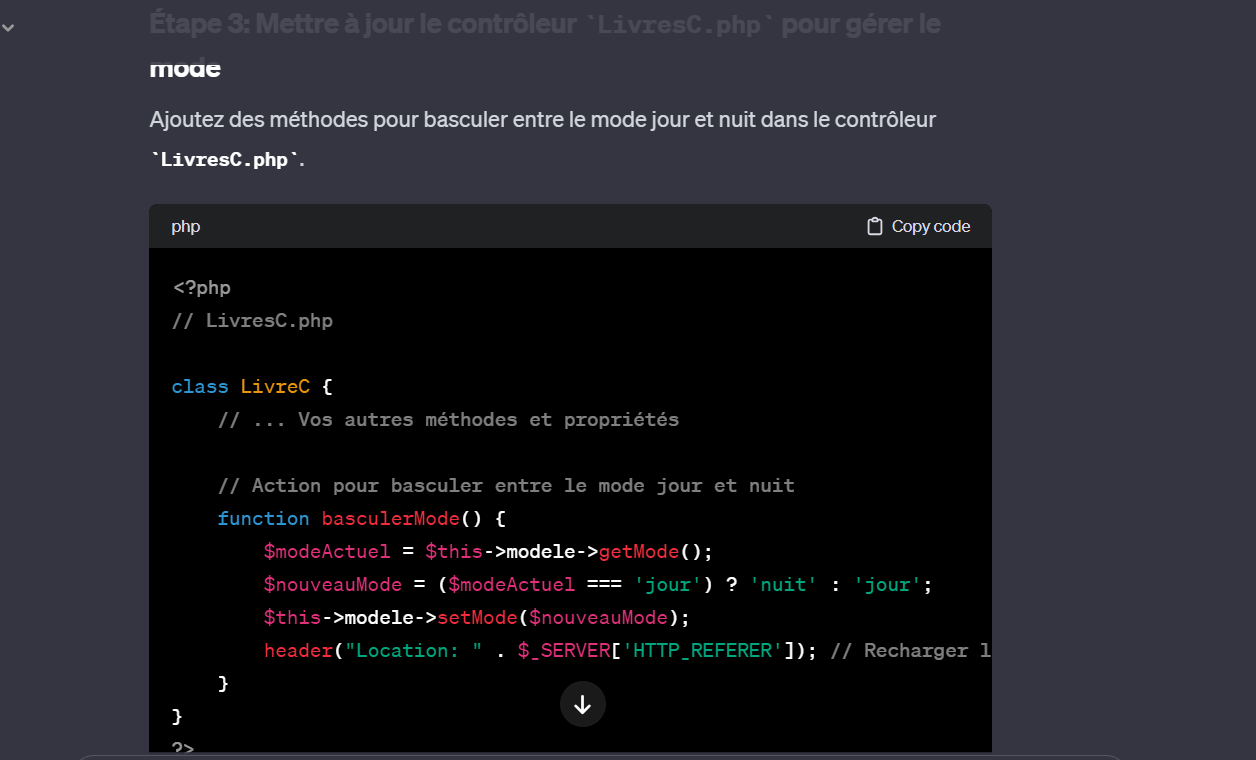 Étape 3: Mettre à jour le contrôleur `LivresC.php` pour gérer le
mode
Ajoutez des méthodes pour basculer entre le mode jour et nuit dans le contrôleur
`LivresC.php`.
php
Copy code
<?php
// LivresC.php
class LivreC {
// ... Vos autres méthodes et propriétés
// Action pour basculer entre le mode jour et nuit
function basculerMode() {
$modeActuel = $this->modele->getMode();
$nouveauMode = ($modeActuel === 'jour') ? 'nuit' : 'jour';
$this->modele->setMode($nouveauMode);
header("Location: " . $_SERVER['HTTP_REFERER']); // Recharger l
}
}
?>